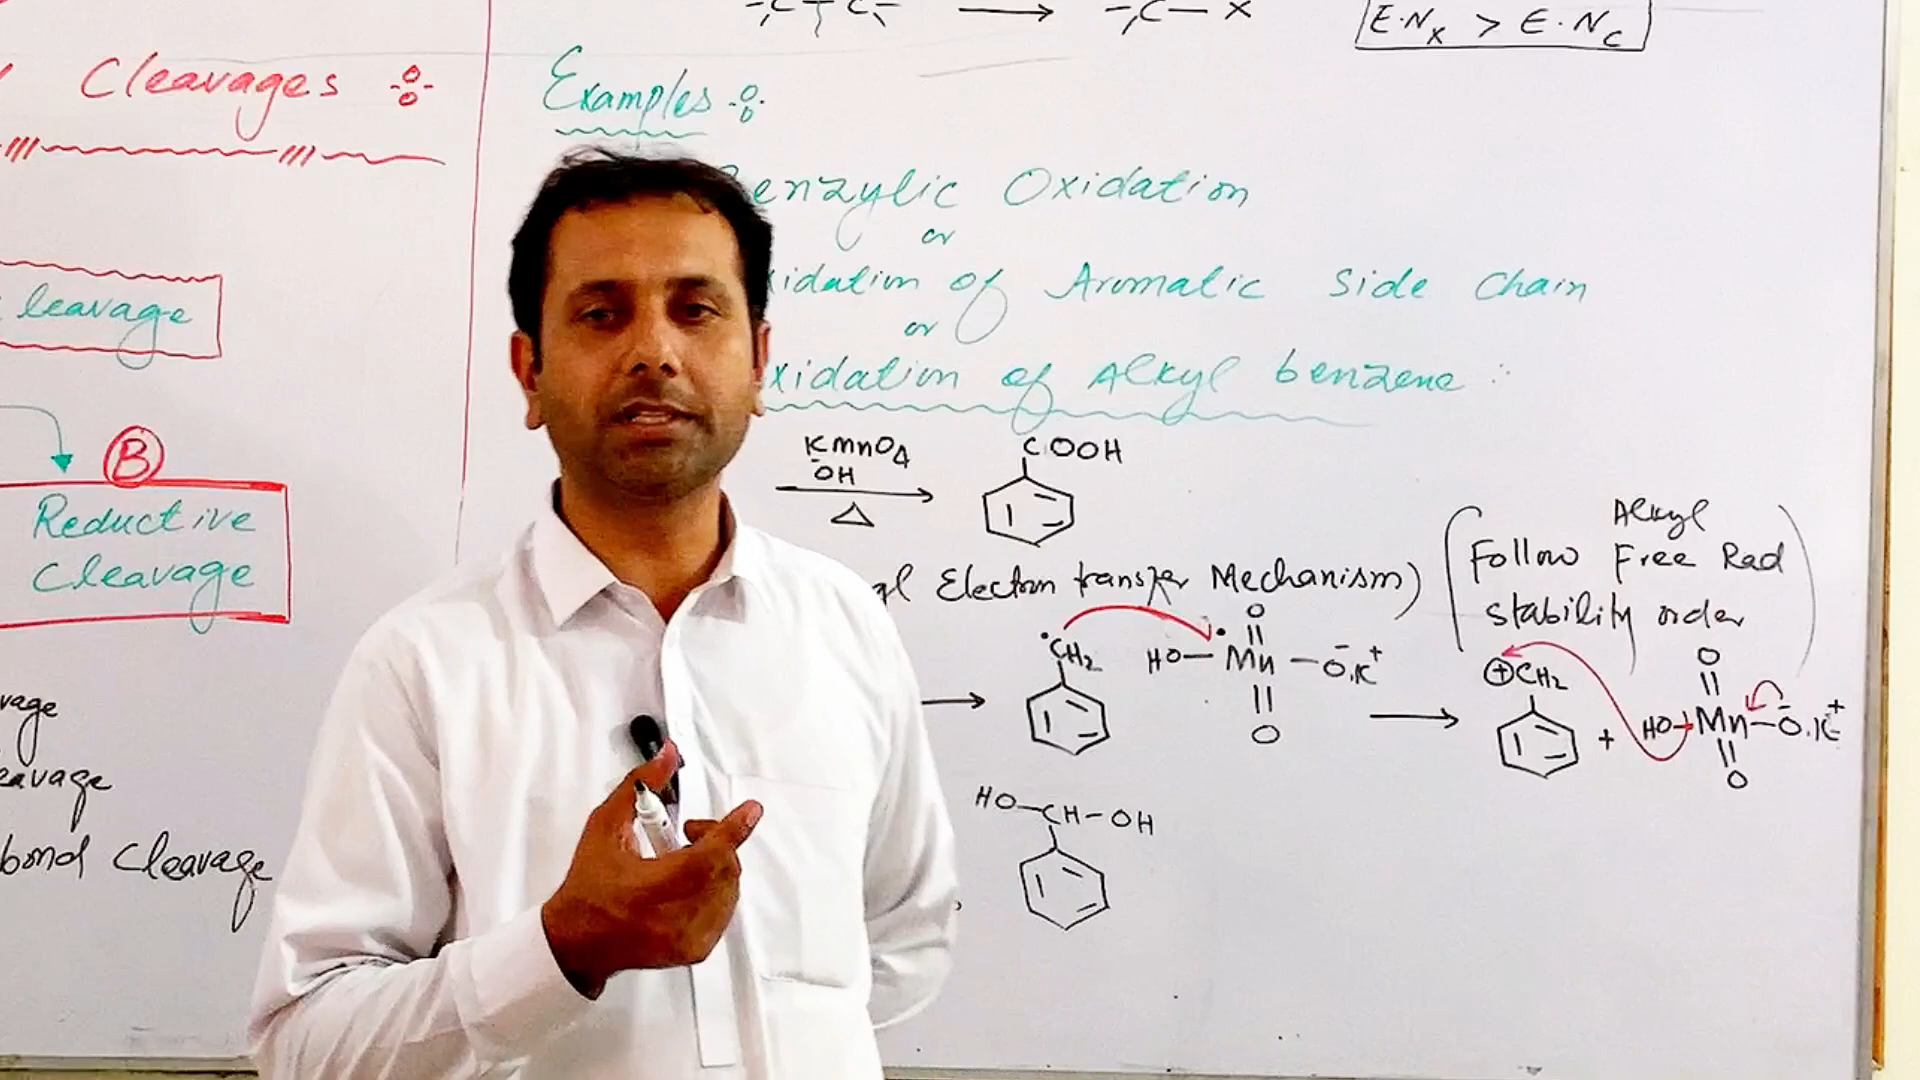 Cleavages
leavage
B
Reductive
Cleavage
vage
eavage
bond Cleavage
-C-C- → -C-X
E·Nx > E·Nc
Examples
enzylic Oxidation
or
xidation of Aromatic Side Chain
or
xidation of Alkyl benzene
KMnO4
-OH
△
COOH
Electron transfer Mechanism)
(Alkyl
Follow Free Rad
stability order)
•CH2
HO-Mn-O-K+
O
O
⊕CH2
+
HO-Mn-O-K+
O
O
HO-CH-OH